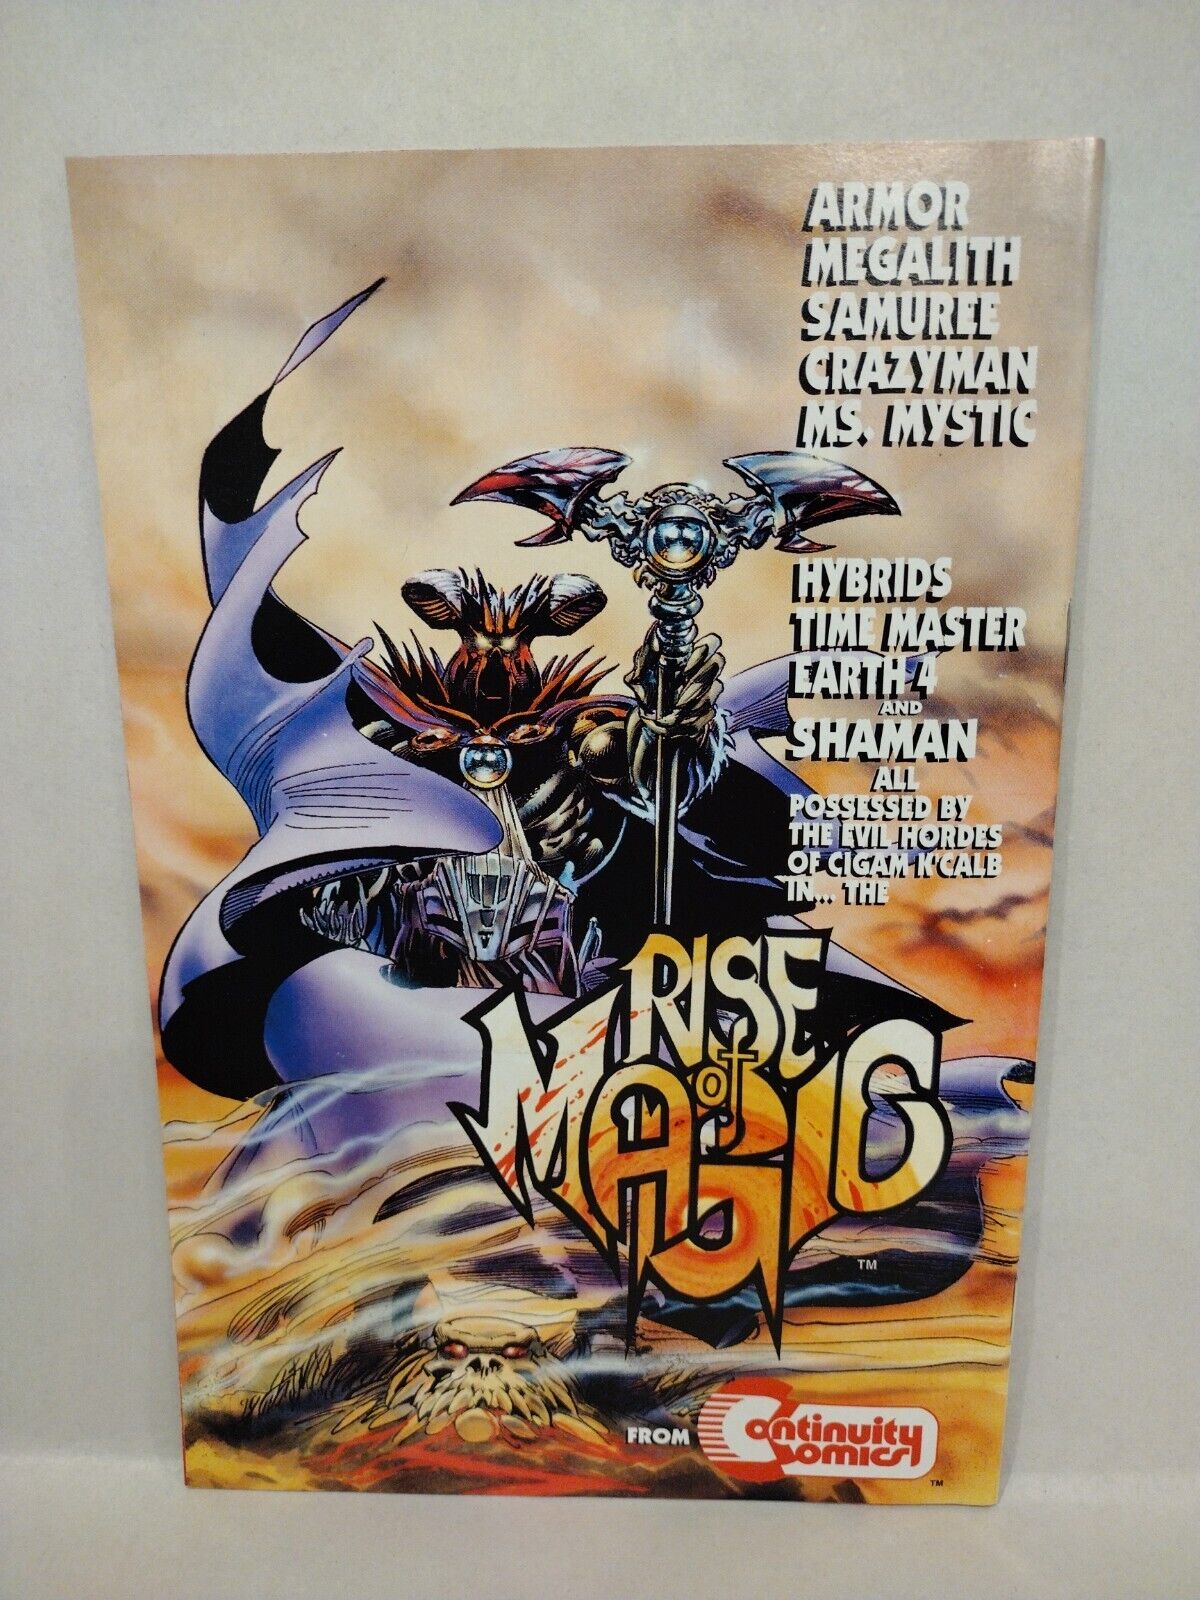 ARMOR
MEGALITH
SAMUREE
CRAZYMAN
MS. MYSTIC
HYBRIDS
TIME MASTER
EARTH 4
AND
SHAMAN
ALL
POSSESSED BY
THE EVIL HORDES
OF CIGAM K'CALB
IN... THE
RISE
of
MAGIC
TM
FROM Continuity
Comics
TM